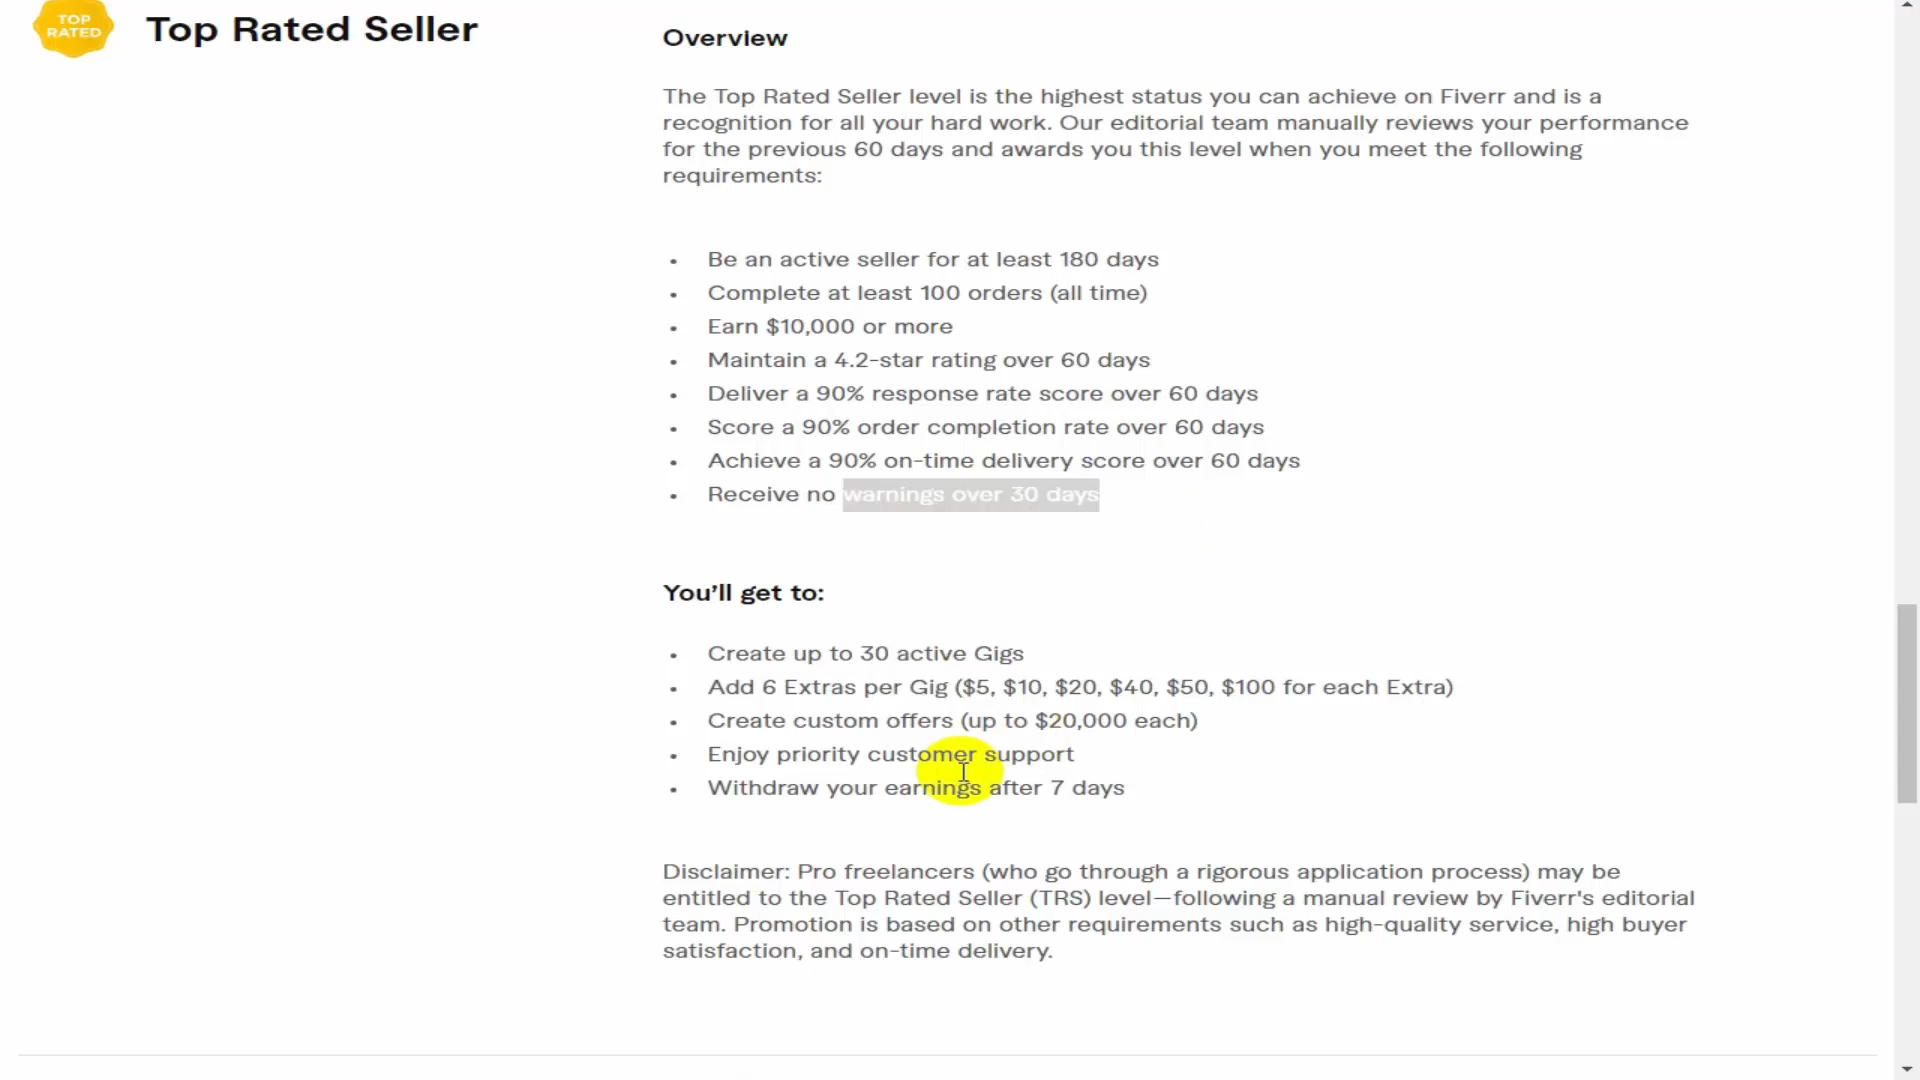 TOP
RATED
Top Rated Seller
Overview
The Top Rated Seller level is the highest status you can achieve on Fiverr and is a
recognition for all your hard work. Our editorial team manually reviews your performance
for the previous 60 days and awards you this level when you meet the following
requirements:
• Be an active seller for at least 180 days
• Complete at least 100 orders (all time)
• Earn $10,000 or more
• Maintain a 4.2-star rating over 60 days
• Deliver a 90% response rate score over 60 days
• Score a 90% order completion rate over 60 days
• Achieve a 90% on-time delivery score over 60 days
• Receive no warnings over 30 days
You’ll get to:
• Create up to 30 active Gigs
• Add 6 Extras per Gig ($5, $10, $20, $40, $50, $100 for each Extra)
• Create custom offers (up to $20,000 each)
• Enjoy priority customer support
• Withdraw your earnings after 7 days
Disclaimer: Pro freelancers (who go through a rigorous application process) may be
entitled to the Top Rated Seller (TRS) level—following a manual review by Fiverr's editorial
team. Promotion is based on other requirements such as high-quality service, high buyer
satisfaction, and on-time delivery.